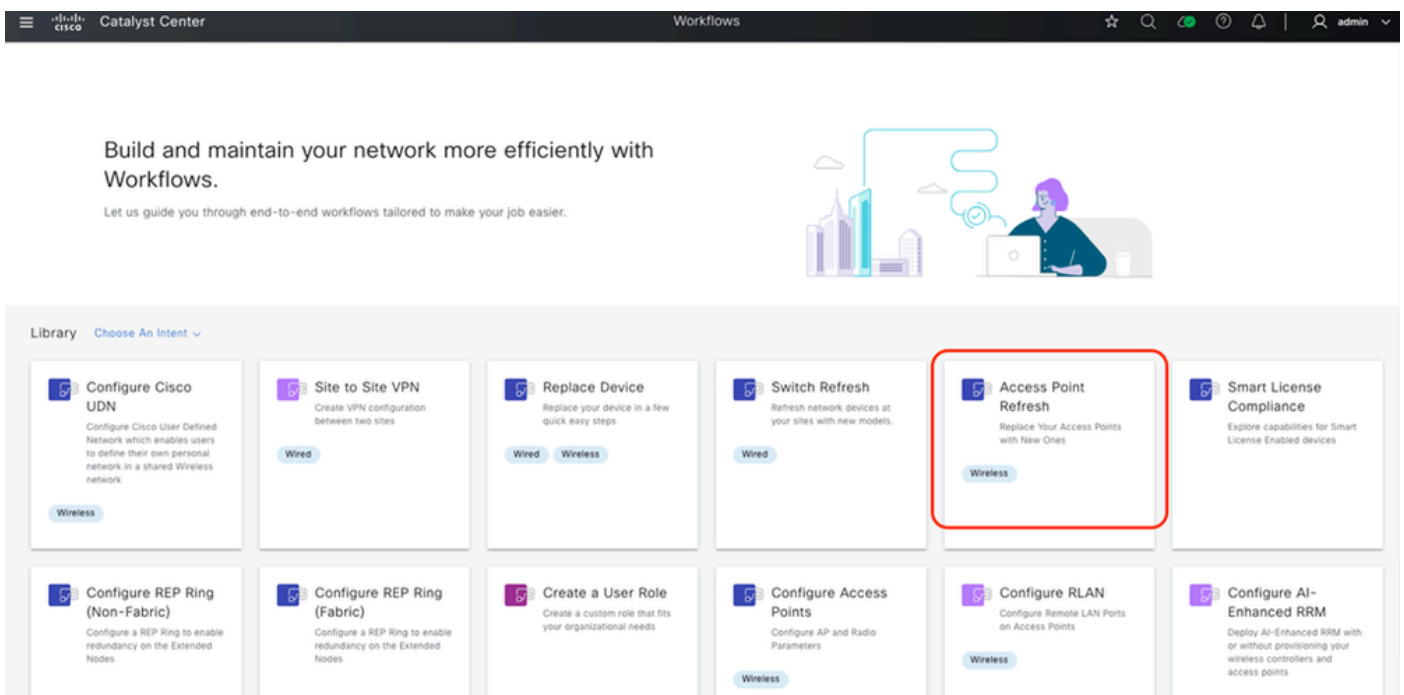 cisco Catalyst Center Workflows admin
Build and maintain your network more efficiently with
Workflows.
Let us guide you through end-to-end workflows tailored to make your job easier.
Library Choose An Intent
Configure Cisco
UDN
Configure Cisco User Defined
Network which enables users
to define their own personal
network in a shared Wireless
network
Wireless
Site to Site VPN
Create VPN configuration
between two sites
Wired
Replace Device
Replace your device in a few
quick easy steps
Wired Wireless
Switch Refresh
Refresh network devices at
your sites with new models.
Wired
Access Point
Refresh
Replace Your Access Points
with New Ones
Wireless
Smart License
Compliance
Explore capabilities for Smart
License Enabled devices
Configure REP Ring
(Non-Fabric)
Configure a REP Ring to enable
redundancy on the Extended
Nodes
Configure REP Ring
(Fabric)
Configure a REP Ring to enable
redundancy on the Extended
Nodes
Create a User Role
Create a custom role that fits
your organizational needs
Configure Access
Points
Configure AP and Radio
Parameters
Wireless
Configure RLAN
Configure Remote LAN Ports
on Access Points
Wireless
Configure AI-
Enhanced RRM
Deploy AI-Enhanced RRM with
or without provisioning your
wireless controllers and
access points